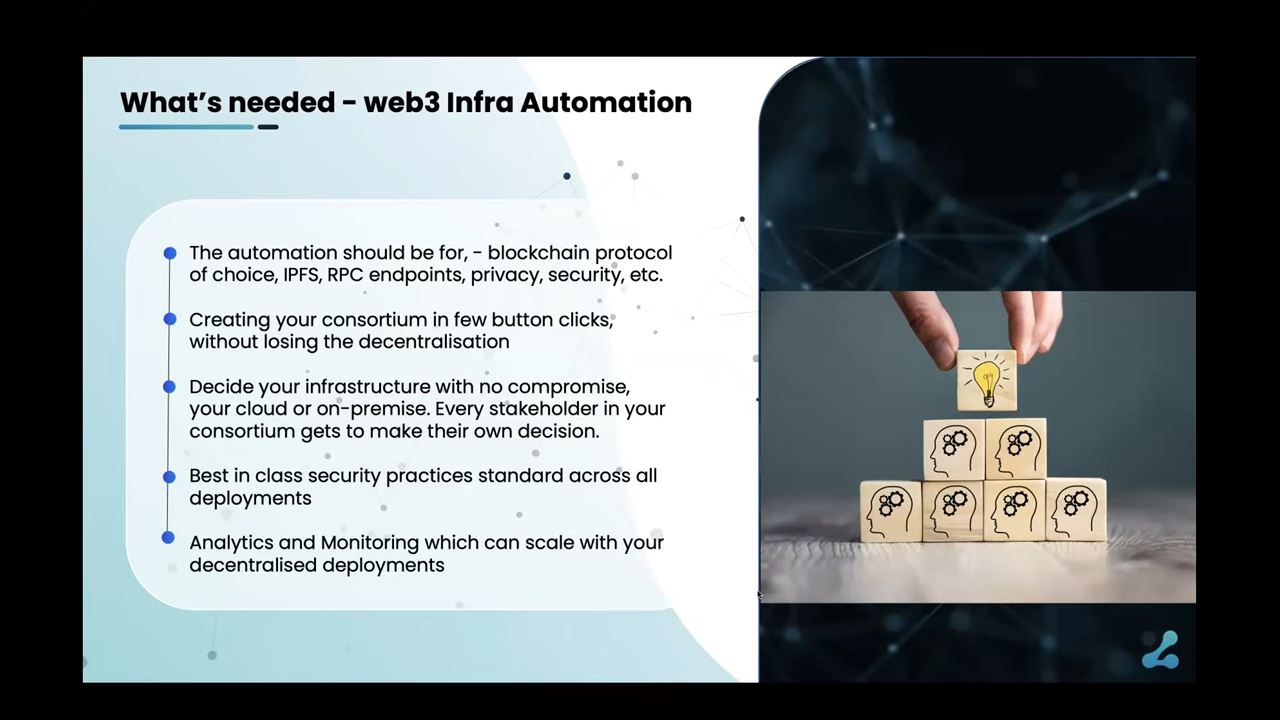 What's needed - web3 Infra Automation
The automation should be for, - blockchain protocol
of choice, IPFS, RPC endpoints, privacy, security, etc.
Creating your consortium in few button clicks,
without losing the decentralisation
Decide your infrastructure with no compromise,
your cloud or on-premise. Every stakeholder in your
consortium gets to make their own decision.
Best in class security practices standard across all
deployments
Analytics and Monitoring which can scale with your
decentralised deployments